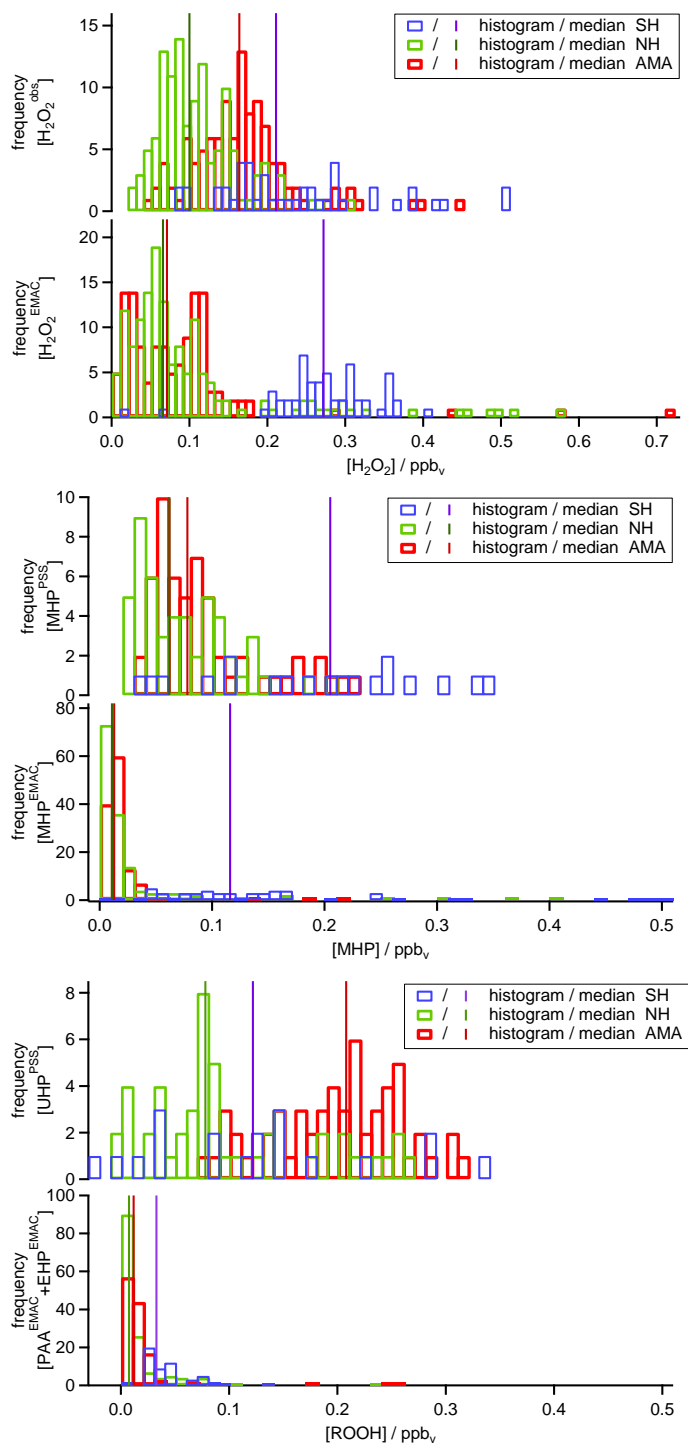 / histogram / median SH
/ histogram / median NH
/ histogram / median AMA
frequency
[H₂O₂ᵒᵇˢ]
15
10
5
0
frequency
[H₂O₂ᴱᴹᴬᶜ]
20
15
10
5
0
0.0 0.1 0.2 0.3 0.4 0.5 0.6 0.7
[H₂O₂] / ppbᵥ
/ histogram / median SH
/ histogram / median NH
/ histogram / median AMA
frequency
[MHPᴾˢˢ]
10
8
6
4
2
0
frequency
[MHPᴱᴹᴬᶜ]
80
60
40
20
0
0.0 0.1 0.2 0.3 0.4 0.5
[MHP] / ppbᵥ
/ histogram / median SH
/ histogram / median NH
/ histogram / median AMA
frequency
[UHPᴾˢˢ]
8
6
4
2
0
frequency
[PAAᴱᴹᴬᶜ+EHPᴱᴹᴬᶜ]
100
80
60
40
20
0
0.0 0.1 0.2 0.3 0.4 0.5
[ROOH] / ppbᵥ